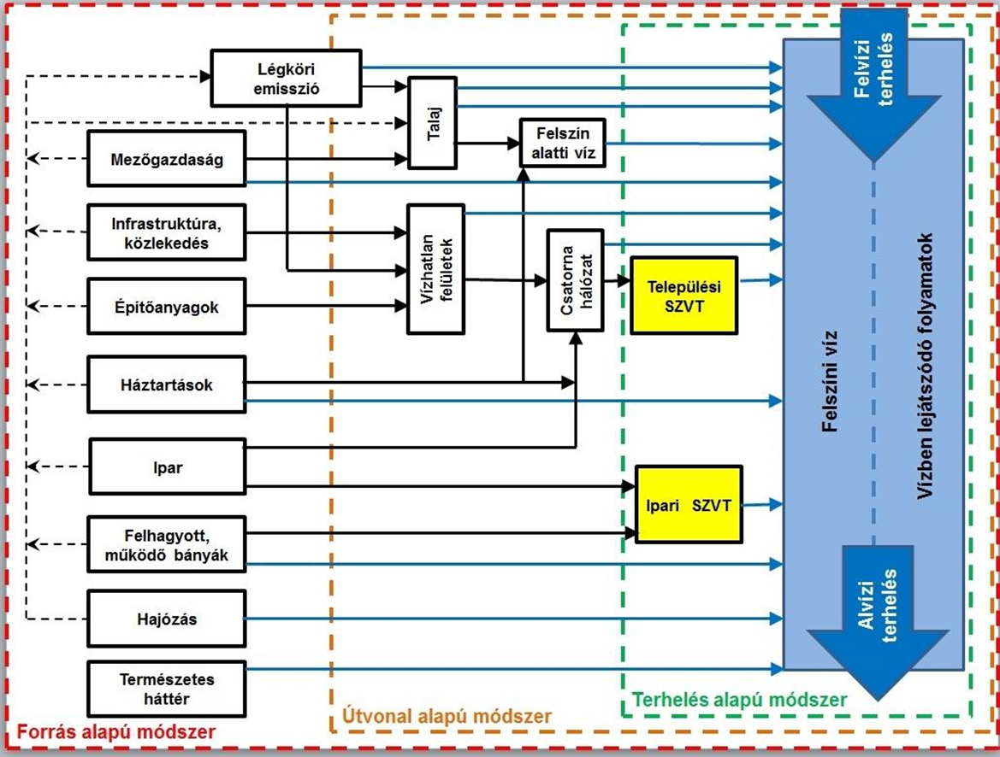 Légköri
emisszió
Talaj
Felszín
alatti víz
Felvízi
terhelés
Mezőgazdaság
Infrastruktúra,
közlekedés
Vízhatlan
felületek
Csatorna
hálózat
Települési
SZVT
Építőanyagok
Háztartások
Felszíni víz
Vízben lejátszódó folyamatok
Ipar
Ipari SZVT
Felhagyott,
működő bányák
Hajózás
Alvízi
terhelés
Természetes
háttér
Terhelés alapú módszer
Útvonal alapú módszer
Forrás alapú módszer